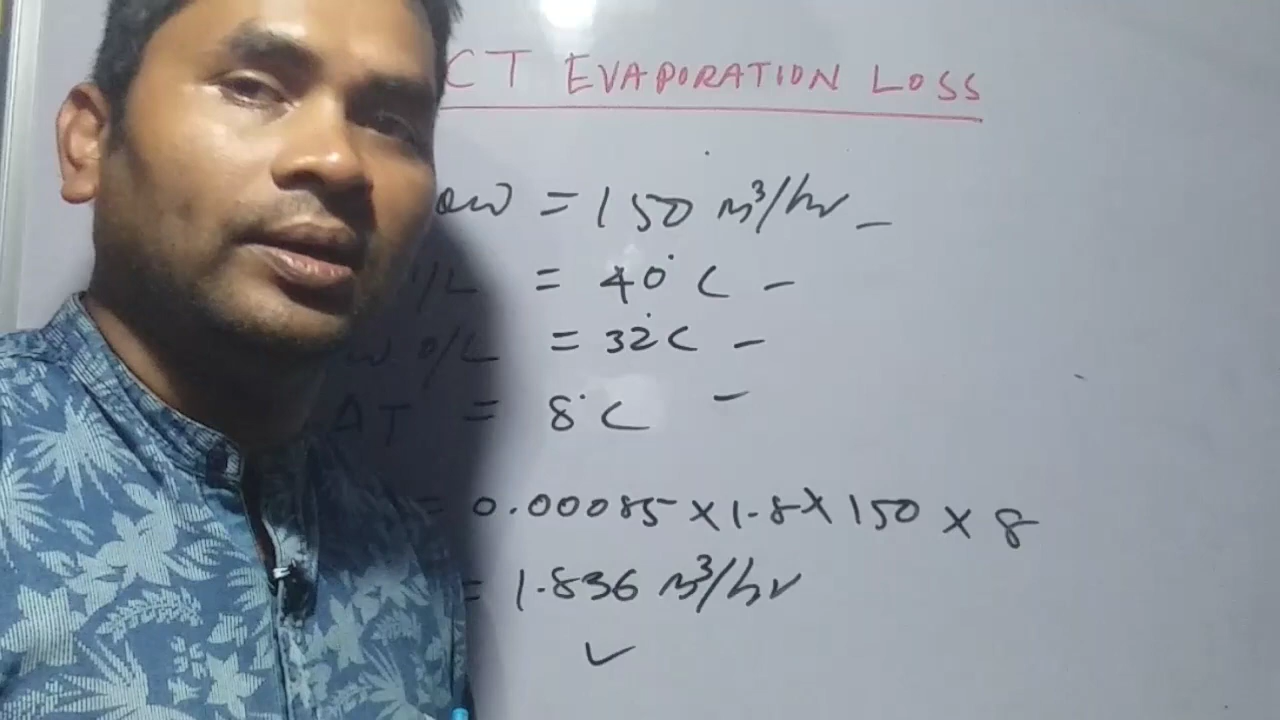 CT EVAPORATION LOSS
= 150 m³/hr -
/L = 40°C -
O/L = 32°C -
ΔT = 8°C -
= 0.00085 x 1.8 x 150 x 8
= 1.836 m³/hr
✓